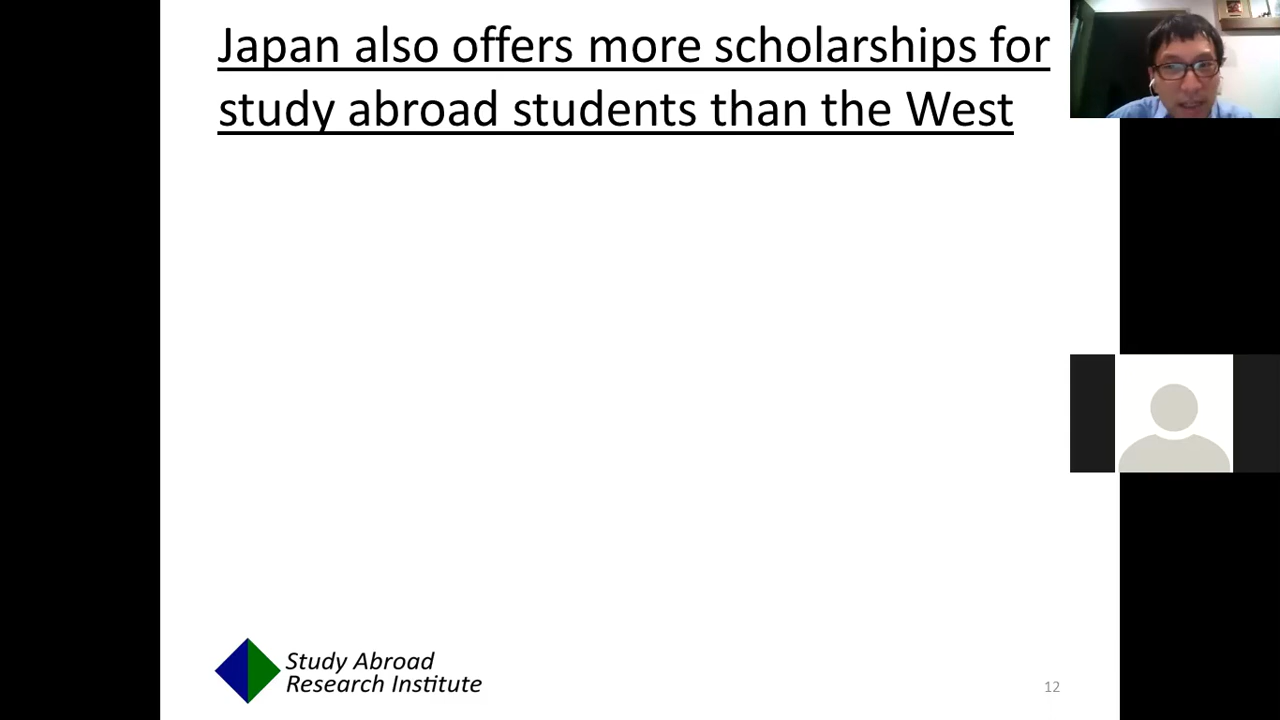 Japan also offers more scholarships for
study abroad students than the West
Study Abroad
Research Institute
12